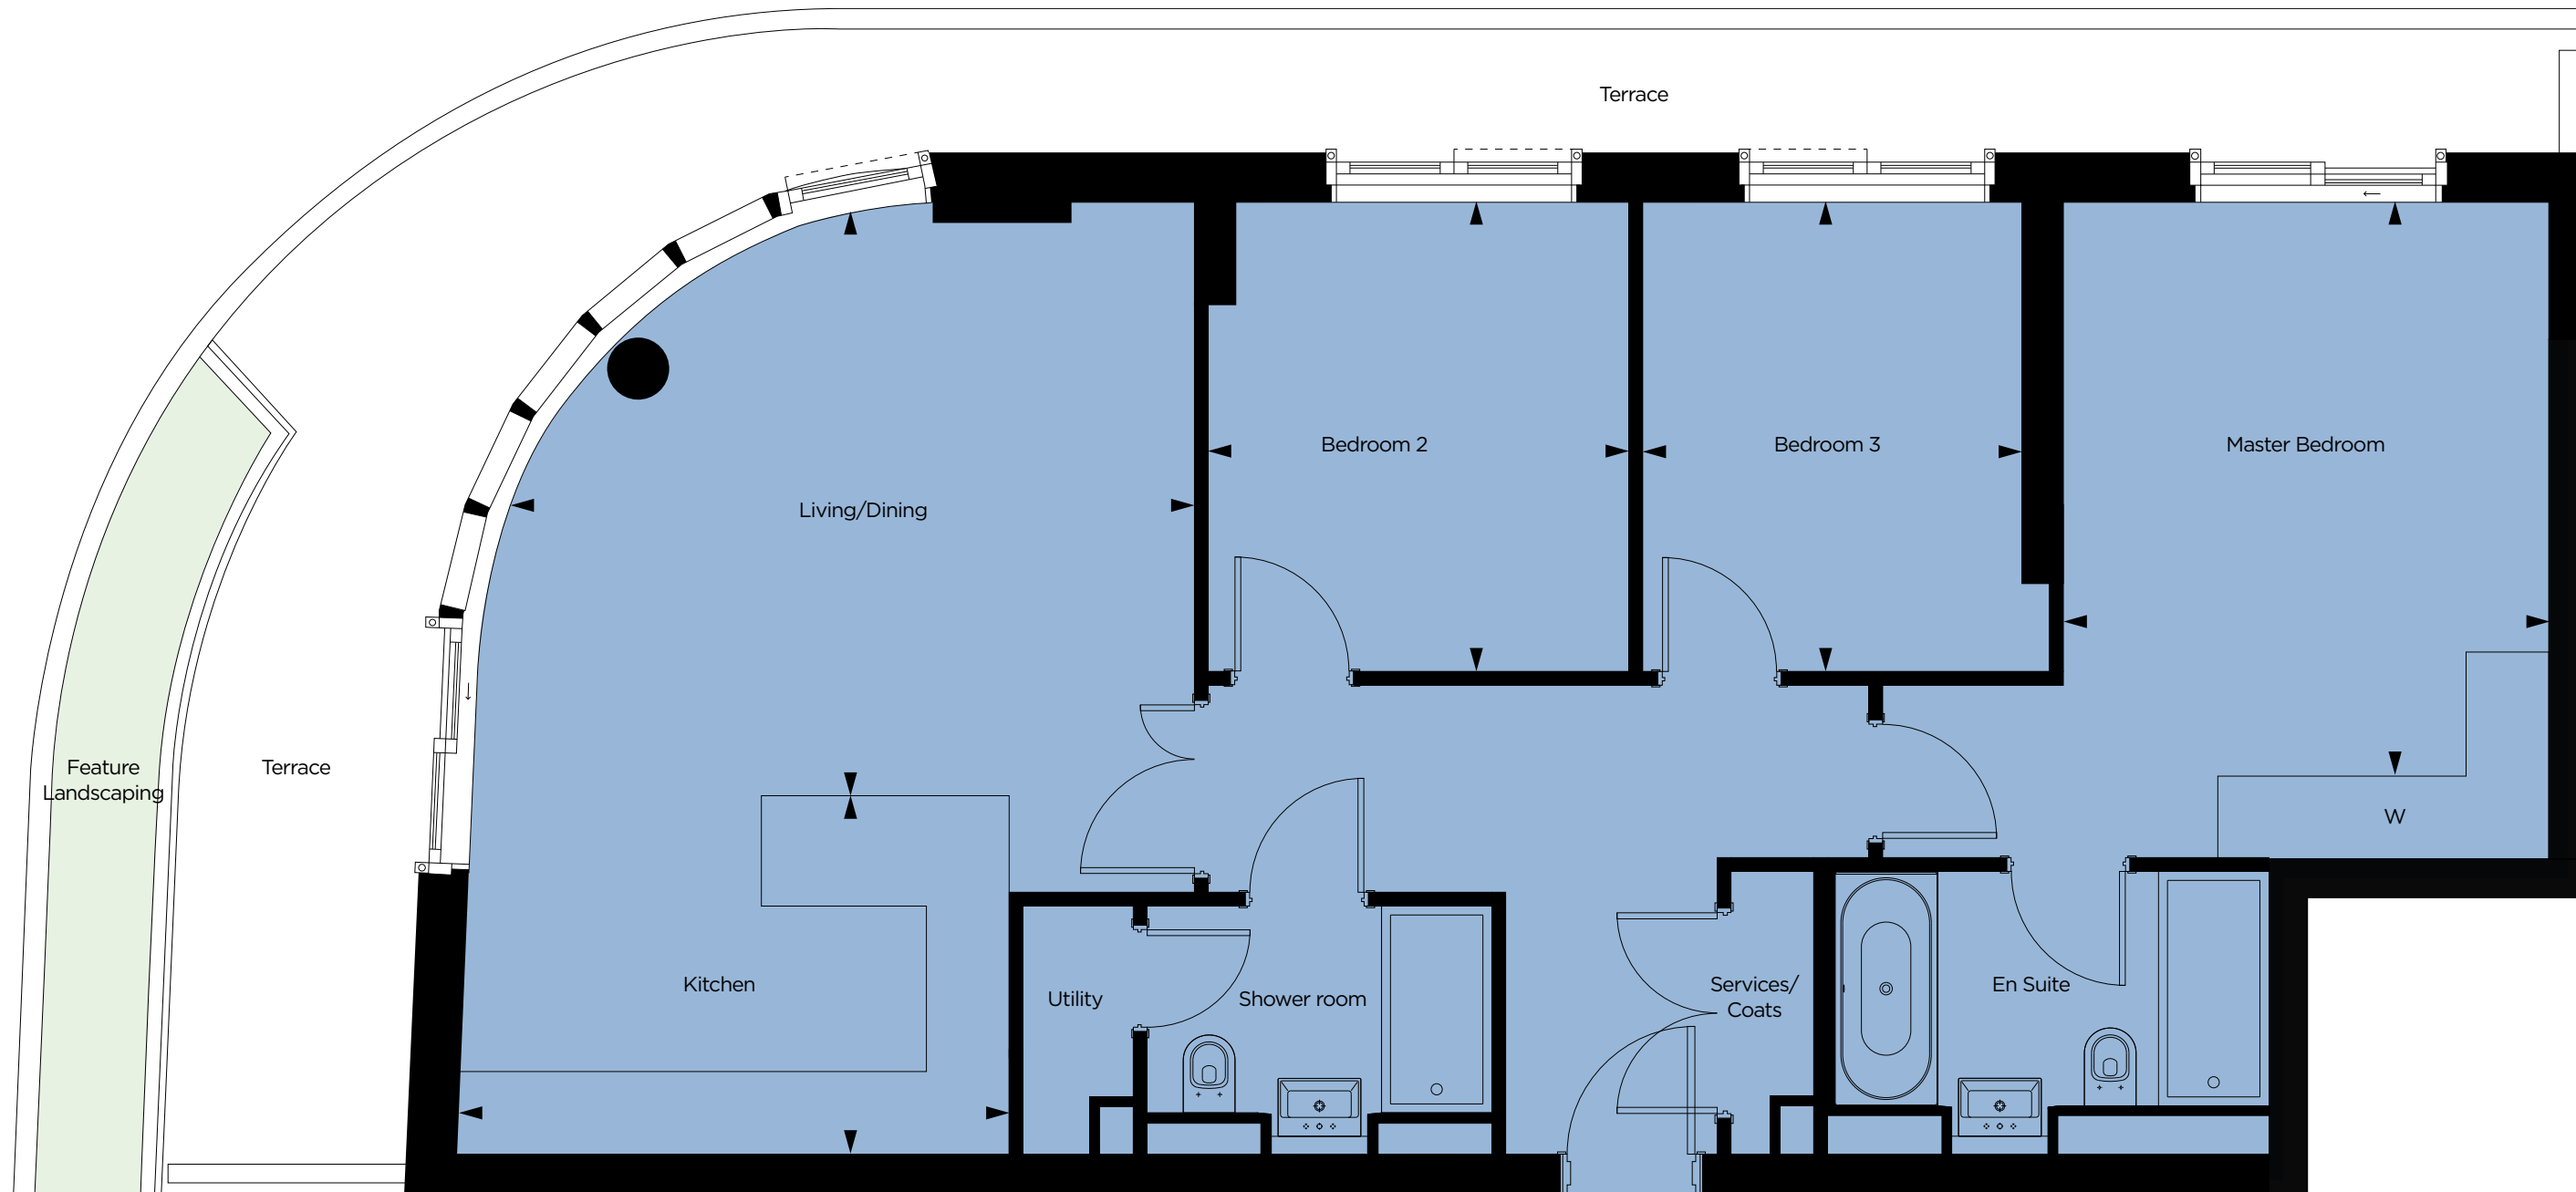 Terrace
Bedroom 2
Bedroom 3
Master Bedroom
Living/Dining
Feature
Landscaping
Terrace
W
Kitchen
Utility
Shower room
Services/
Coats
En Suite